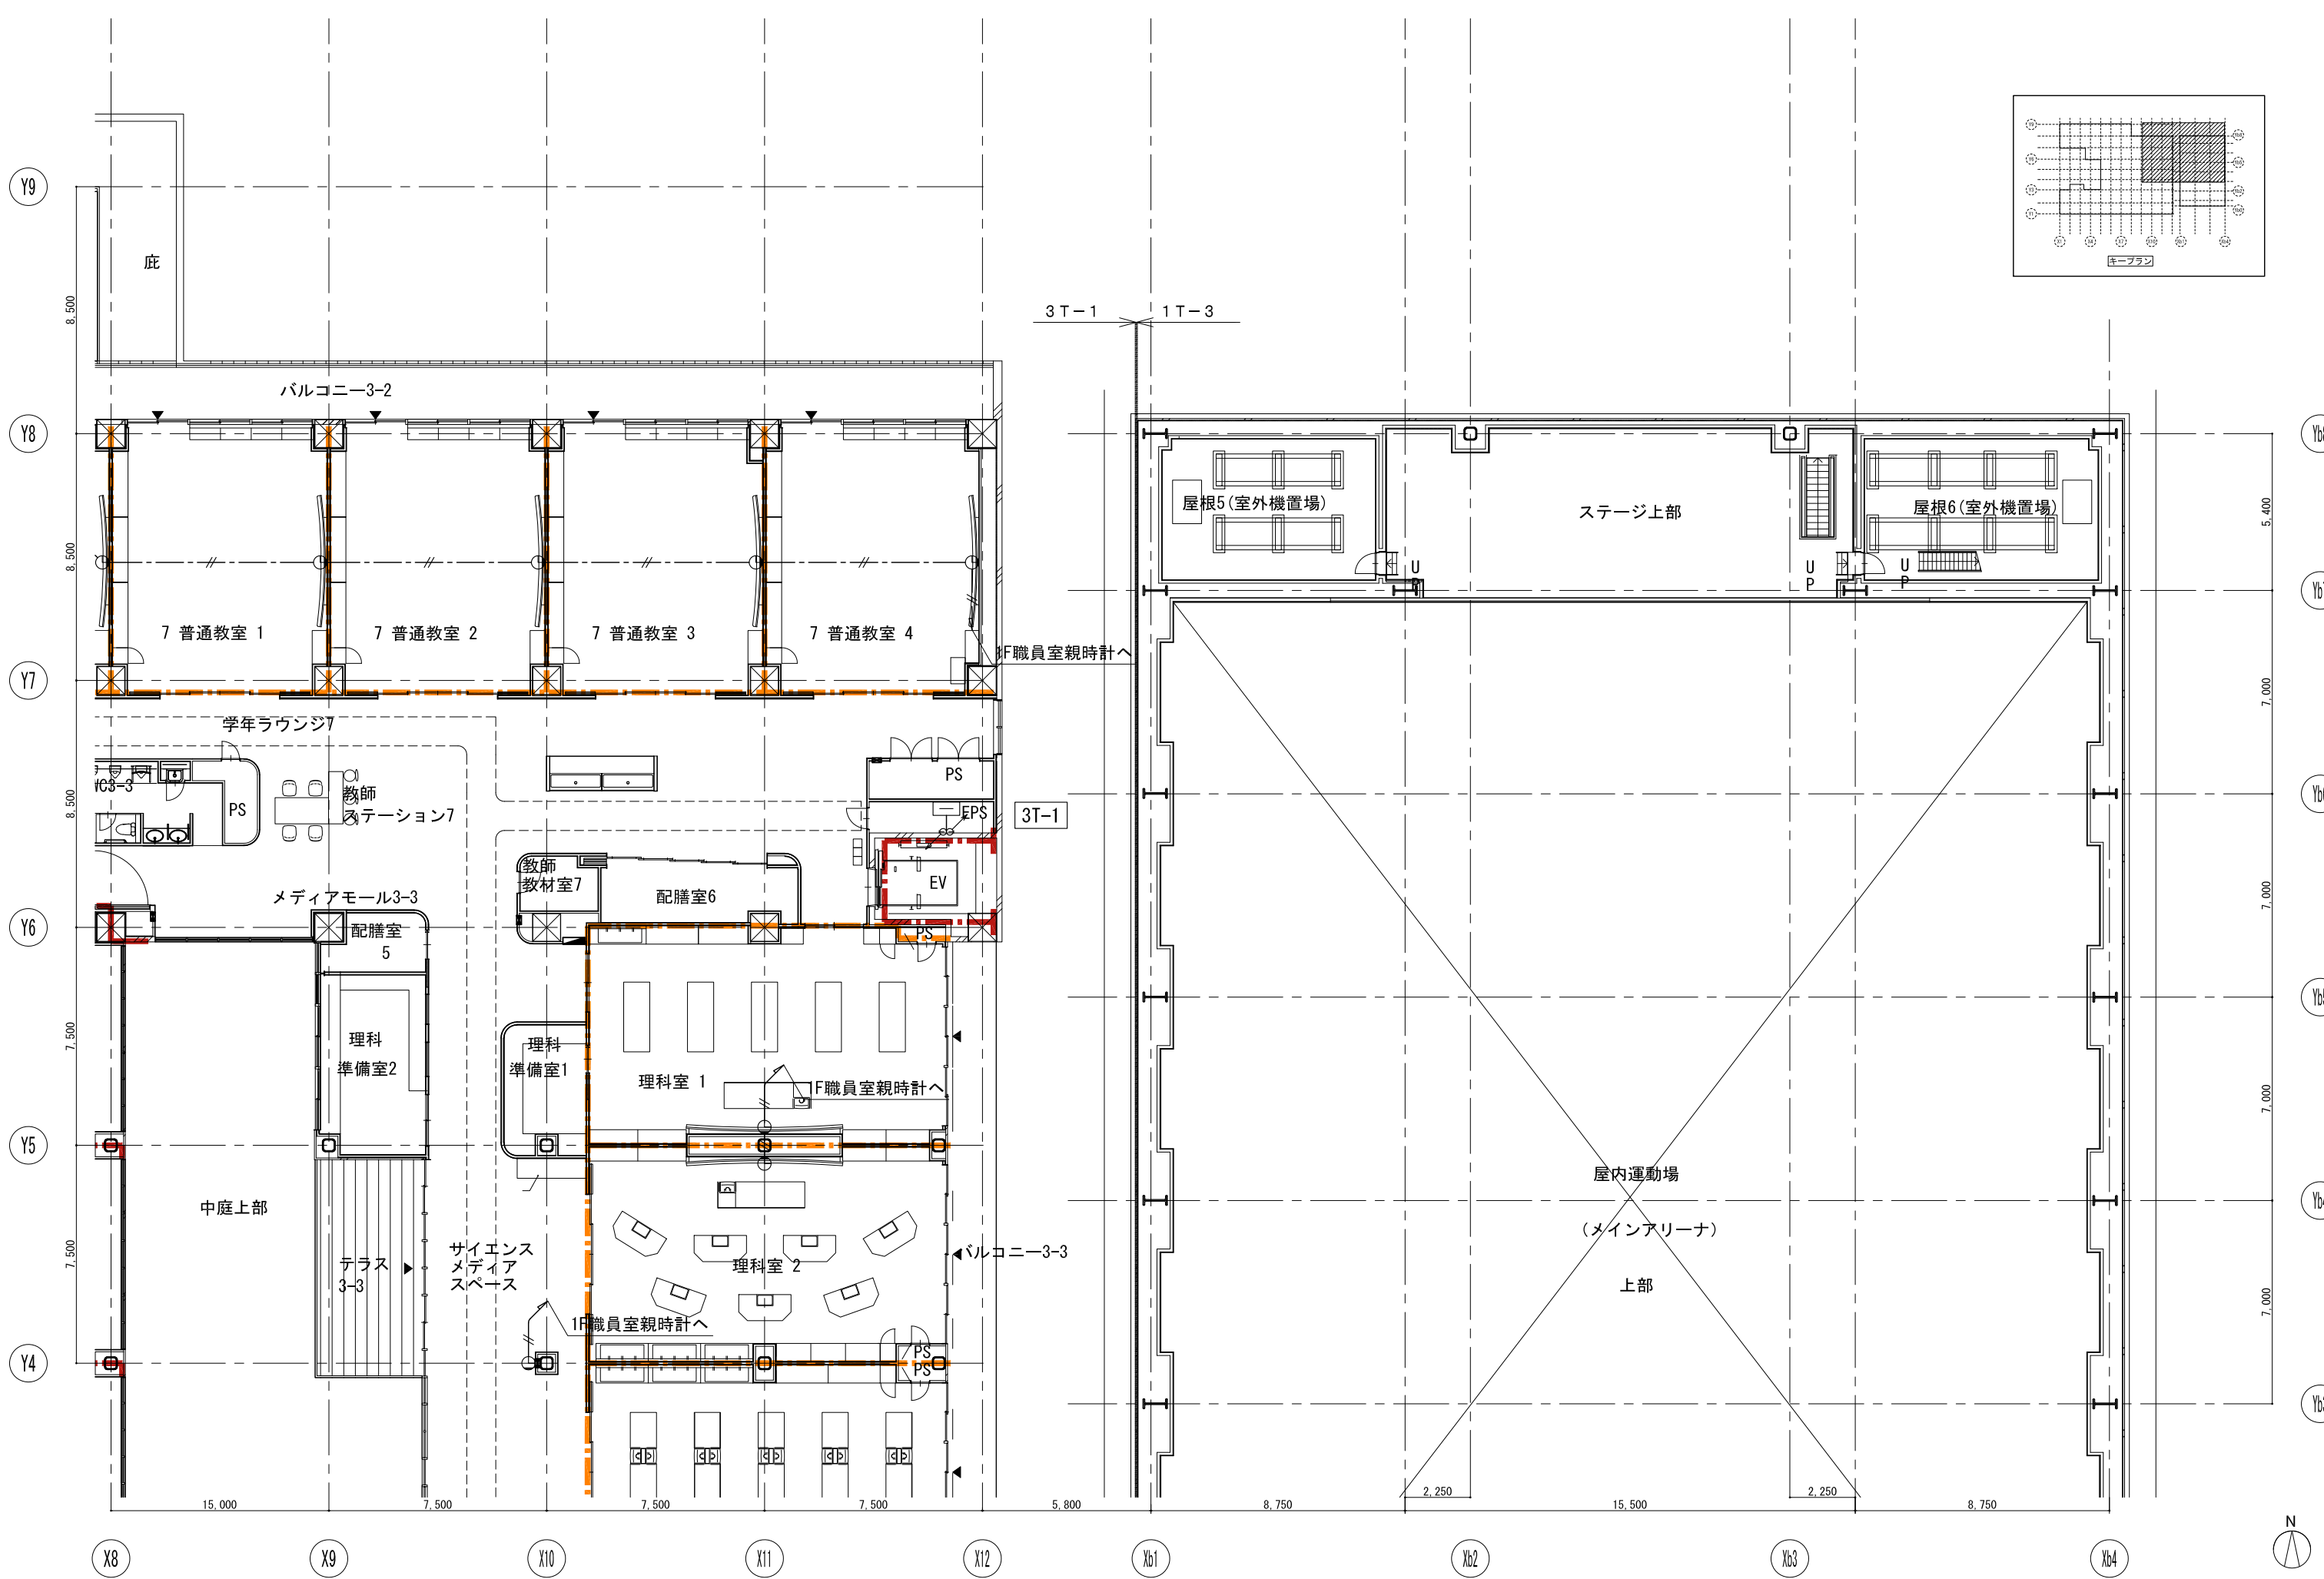 Y9
庇
8,500
3T-1
1T-3
キープラン
バルコニー3-2
Y8
屋根5(室外機置場)
ステージ上部
屋根6(室外機置場)
5,400
8,500
UP
UP
UP
7 普通教室 1
7 普通教室 2
7 普通教室 3
7 普通教室 4
1F職員室親時計へ
Y7
7,000
学年ラウンジ7
PS
PS
教師
ステーション7
EPS
3T-1
8,500
教師
教材室7
配膳室6
EV
メディアモール3-3
7,000
Y6
配膳室
5
PS
7,500
理科
準備室2
理科
準備室1
理科室 1
1F職員室親時計へ
7,000
Y5
屋内運動場
(メインアリーナ)
上部
中庭上部
テラス
3-3
サイエンス
メディア
スペース
理科室 2
バルコニー3-3
7,500
7,000
1F職員室親時計へ
PS
PS
Y4
15,000
7,500
7,500
7,500
5,800
8,750
2,250
15,500
2,250
8,750
X8
X9
X10
X11
X12
Xb1
Xb2
Xb3
Xb4
N